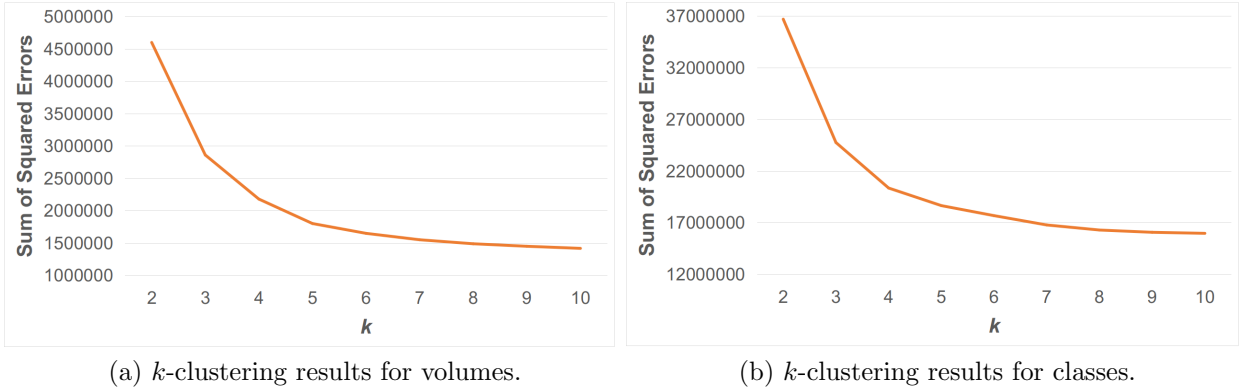 5000000
4500000
4000000
3500000
3000000
2500000
2000000
1500000
1000000
Sum of Squared Errors
2 3 4 5 6 7 8 9 10
k
(a) k-clustering results for volumes.
37000000
32000000
27000000
22000000
17000000
12000000
Sum of Squared Errors
2 3 4 5 6 7 8 9 10
k
(b) k-clustering results for classes.